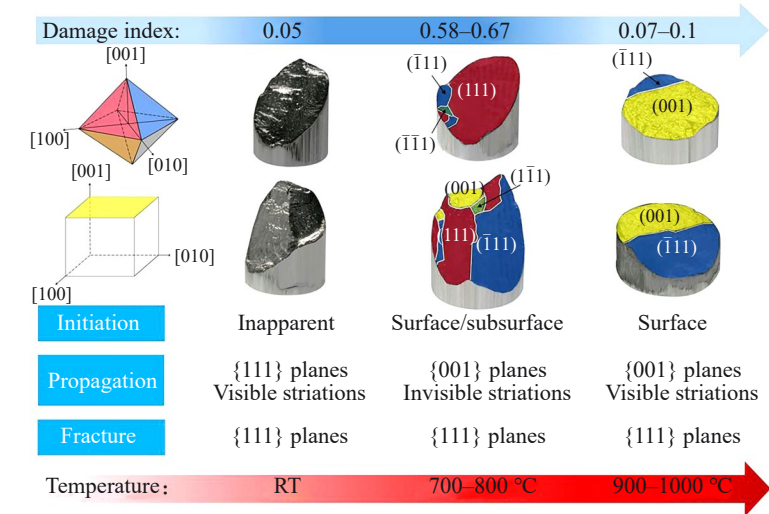 Damage index: 0.05 0.58–0.67 0.07–0.1
[001]
[100]
[010]
(1̅11)
(111)
(1̅1̅1)
(1̅11)
(001)
[001]
[010]
[100]
(001)
(11̅1)
(111)
(1̅11)
(001)
(1̅11)
Initiation Inapparent Surface/subsurface Surface
Propagation {111} planes {001} planes {001} planes
Visible striations Invisible striations Visible striations
Fracture {111} planes {111} planes {111} planes
Temperature: RT 700–800 ℃ 900–1000 ℃